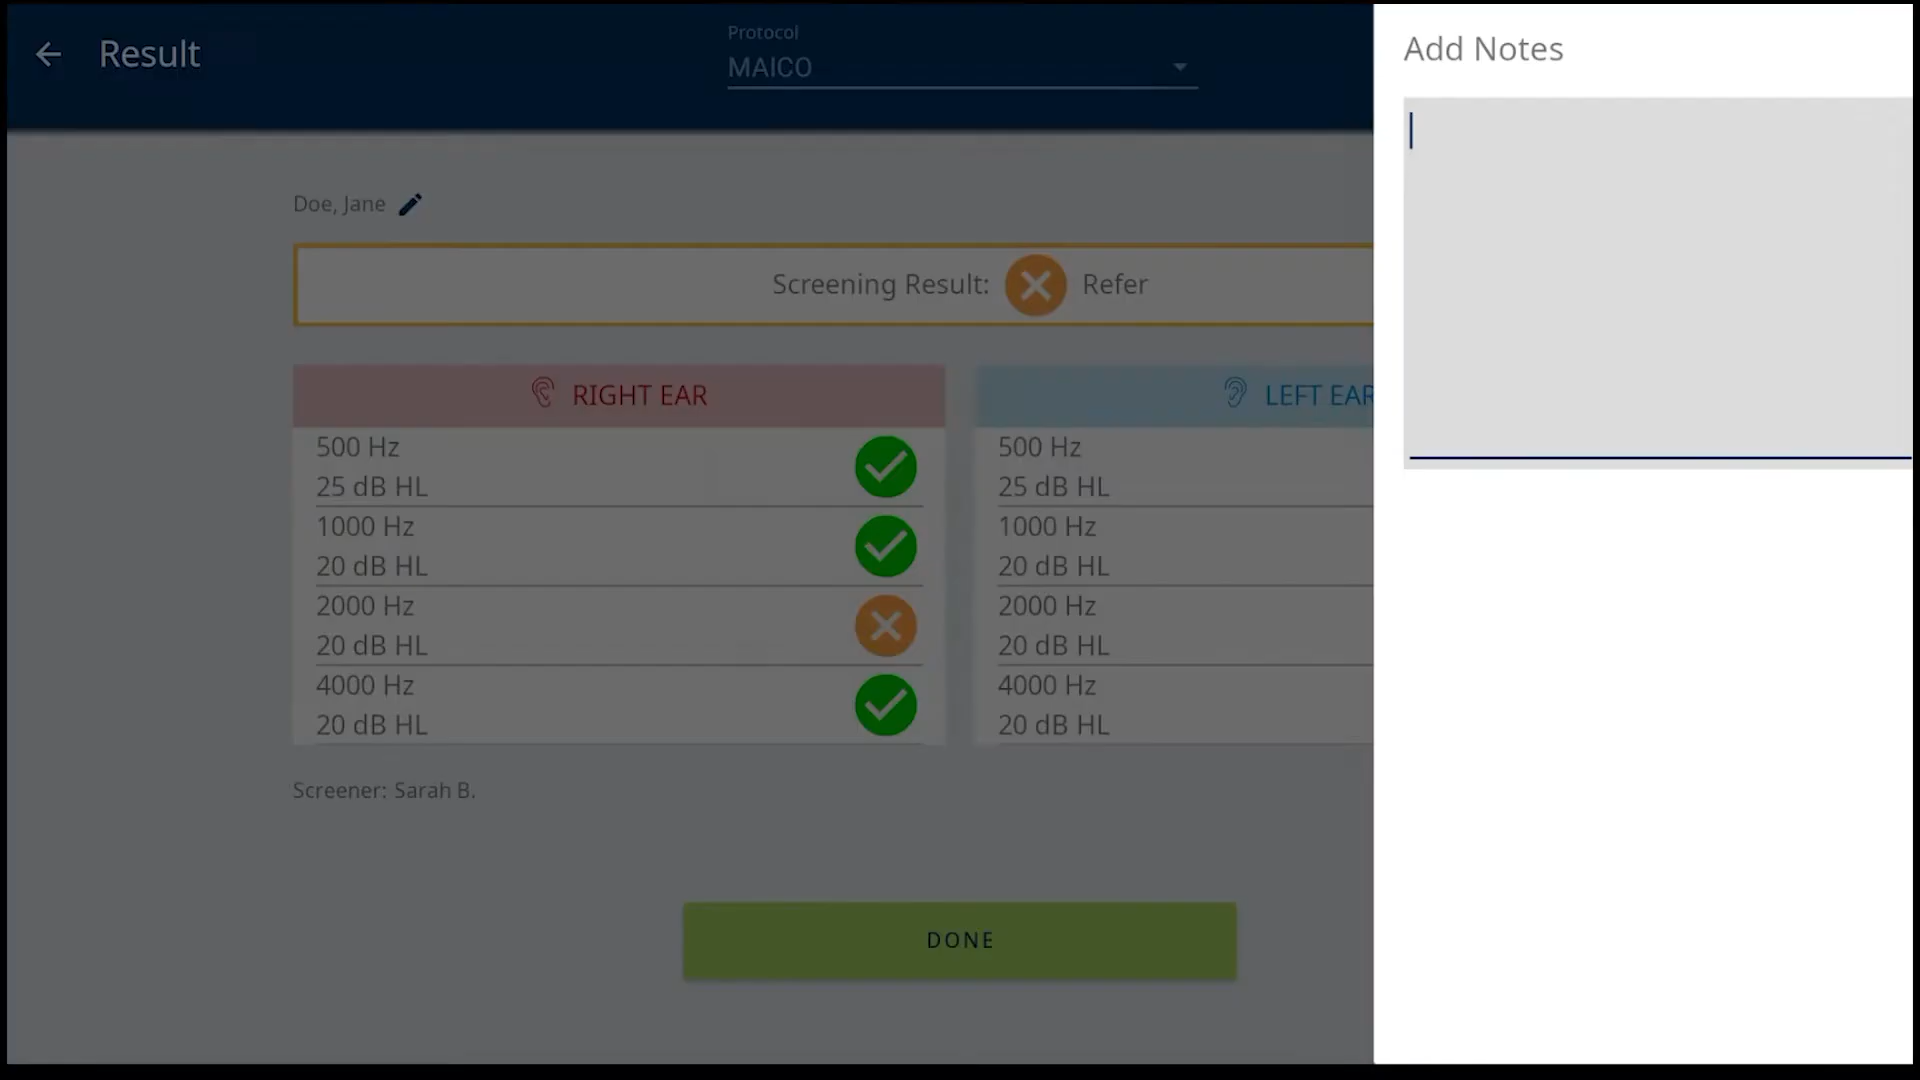 Result
Protocol
MAICO
Add Notes
Doe, Jane
Screening Result: Refer
RIGHT EAR
500 Hz
25 dB HL
1000 Hz
20 dB HL
2000 Hz
20 dB HL
4000 Hz
20 dB HL
LEFT EAR
500 Hz
25 dB HL
1000 Hz
20 dB HL
2000 Hz
20 dB HL
4000 Hz
20 dB HL
Screener: Sarah B.
DONE